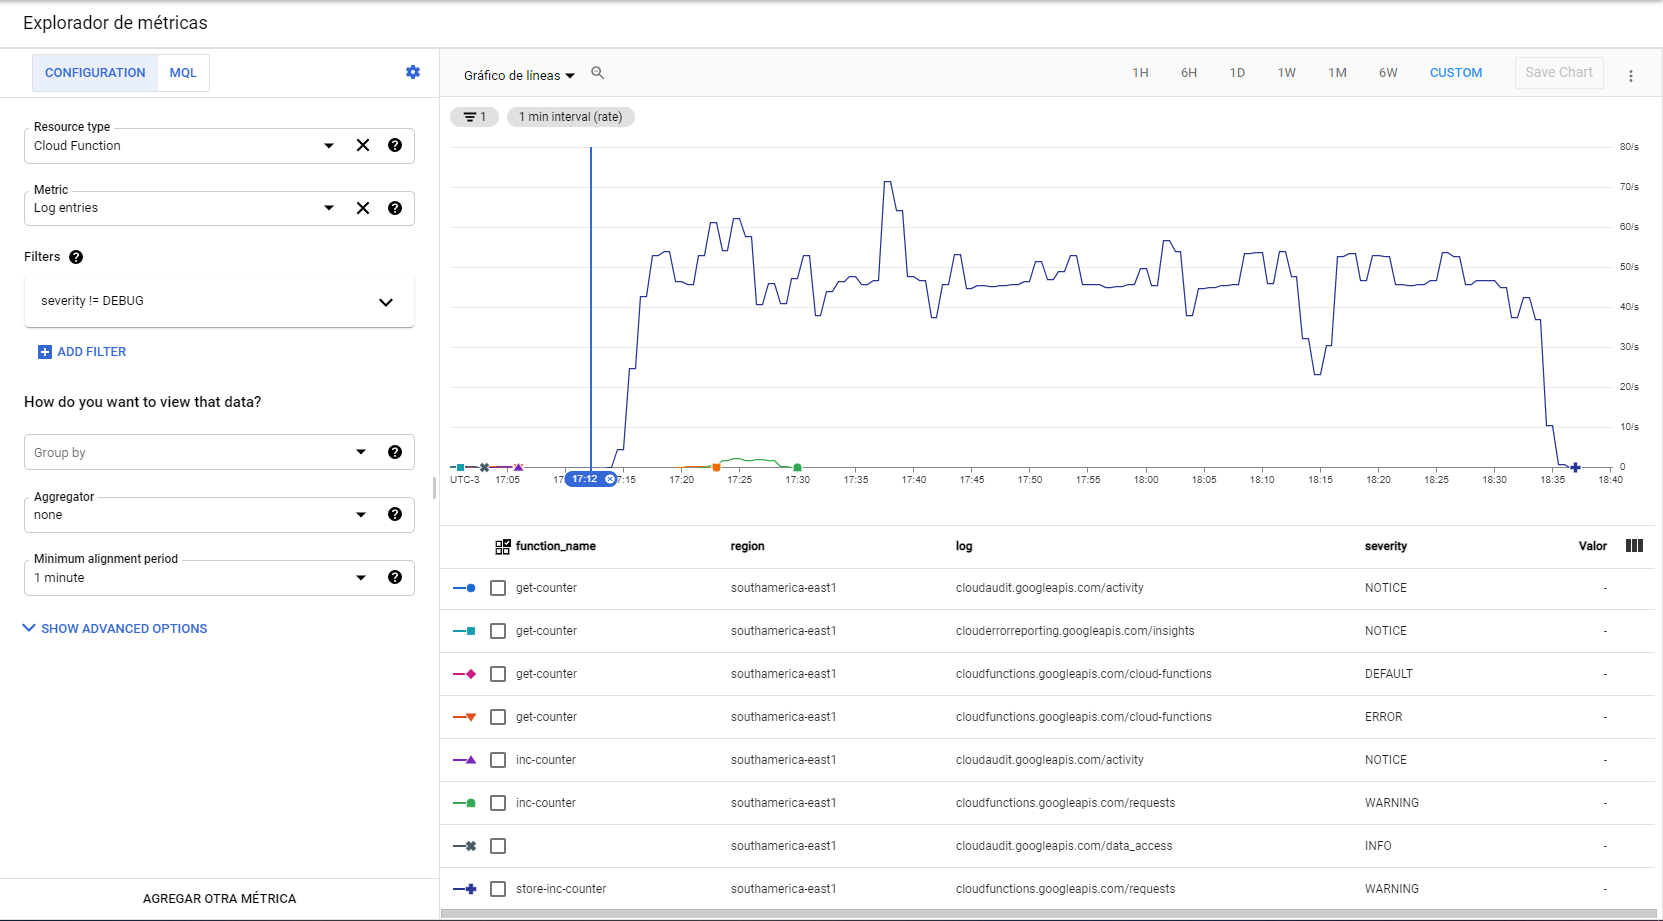 Explorador de métricas
CONFIGURATION MQL
Resource type
Cloud Function
Metric
Log entries
Filters
severity != DEBUG
ADD FILTER
How do you want to view that data?
Group by
Aggregator
none
Minimum alignment period
1 minute
SHOW ADVANCED OPTIONS
AGREGAR OTRA MÉTRICA
Gráfico de líneas 1H 6H 1D 1W 1M 6W CUSTOM Save Chart
1 1 min interval (rate)
80/s
70/s
60/s
50/s
40/s
30/s
20/s
10/s
0
UTC-3 17:05 17: 17:12 7:15 17:20 17:25 17:30 17:35 17:40 17:45 17:50 17:55 18:00 18:05 18:10 18:15 18:20 18:25 18:30 18:35 18:40
function_name region log severity Valor
get-counter southamerica-east1 cloudaudit.googleapis.com/activity NOTICE -
get-counter southamerica-east1 clouderrorreporting.googleapis.com/insights NOTICE -
get-counter southamerica-east1 cloudfunctions.googleapis.com/cloud-functions DEFAULT -
get-counter southamerica-east1 cloudfunctions.googleapis.com/cloud-functions ERROR -
inc-counter southamerica-east1 cloudaudit.googleapis.com/activity NOTICE -
inc-counter southamerica-east1 cloudfunctions.googleapis.com/requests WARNING -
southamerica-east1 cloudaudit.googleapis.com/data_access INFO -
store-inc-counter southamerica-east1 cloudfunctions.googleapis.com/requests WARNING -